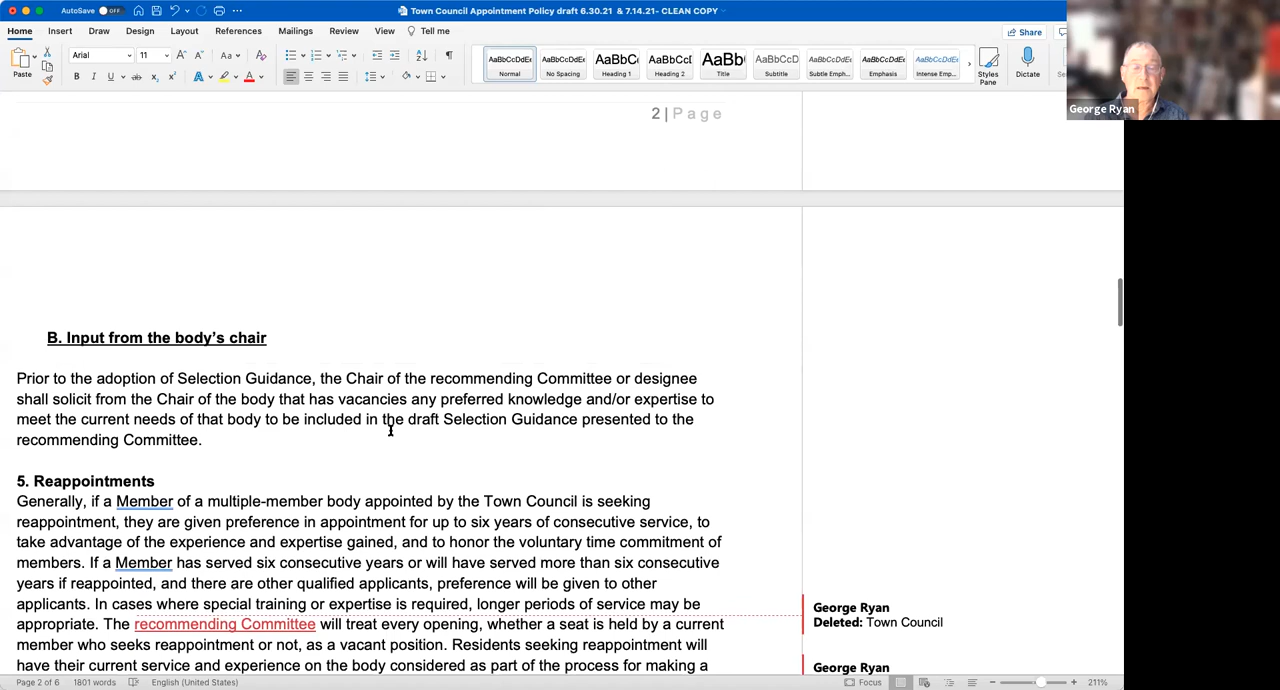 AutoSave OFF Town Council Appointment Policy draft 6.30.21 & 7.14.21- CLEAN COPY
Home Insert Draw Design Layout References Mailings Review View Tell me Share
Paste Arial 11 Aa
B I U ab x₂ x² A A
AaBbCcDdEe AaBbCcDdEe AaBbC AaBbCcI AaBb AaBbCcD AaBbCcDdEe AaBbCcDdEe AaBbCcDdEe
Normal No Spacing Heading 1 Heading 2 Title Subtitle Subtle Emph... Emphasis Intense Emp... Styles Pane Dictate
George Ryan
2 | Page
B. Input from the body's chair
Prior to the adoption of Selection Guidance, the Chair of the recommending Committee or designee
shall solicit from the Chair of the body that has vacancies any preferred knowledge and/or expertise to
meet the current needs of that body to be included in the draft Selection Guidance presented to the
recommending Committee.
5. Reappointments
Generally, if a Member of a multiple-member body appointed by the Town Council is seeking
reappointment, they are given preference in appointment for up to six years of consecutive service, to
take advantage of the experience and expertise gained, and to honor the voluntary time commitment of
members. If a Member has served six consecutive years or will have served more than six consecutive
years if reappointed, and there are other qualified applicants, preference will be given to other
applicants. In cases where special training or expertise is required, longer periods of service may be
appropriate. The recommending Committee will treat every opening, whether a seat is held by a current
member who seeks reappointment or not, as a vacant position. Residents seeking reappointment will
have their current service and experience on the body considered as part of the process for making a
George Ryan
Deleted: Town Council
George Ryan
Page 2 of 6 1801 words English (United States) Focus 211%